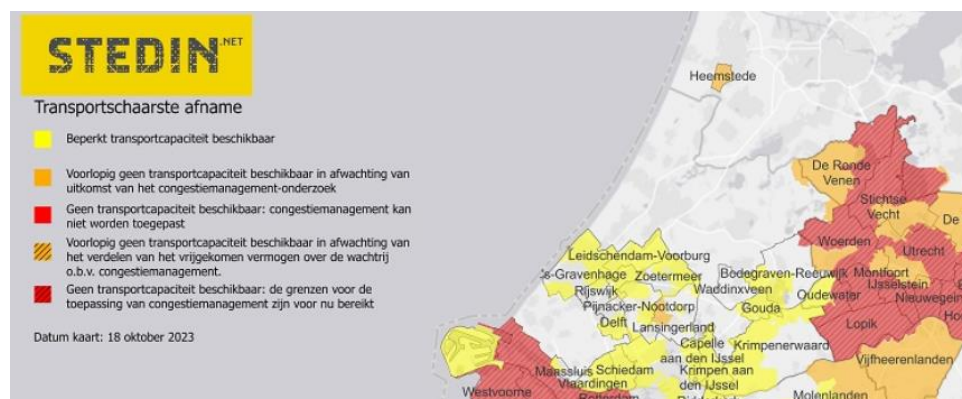 STEDIN.NET
Transportschaarste afname
Beperkt transportcapaciteit beschikbaar
Voorlopig geen transportcapaciteit beschikbaar in afwachting van
uitkomst van het congestiemanagement-onderzoek
Geen transportcapaciteit beschikbaar: congestiemanagement kan
niet worden toegepast
Voorlopig geen transportcapaciteit beschikbaar in afwachting van
het verdelen van het vrijgekomen vermogen over de wachtrij
o.b.v. congestiemanagement.
Geen transportcapaciteit beschikbaar: de grenzen voor de
toepassing van congestiemanagement zijn voor nu bereikt
Datum kaart: 18 oktober 2023
Heemstede
De Ronde
Venen
Stichtse
Vecht
De
Woerden
Utrecht
Leidschendam-Voorburg
's-Gravenhage
Zoetermeer
Bodegraven-Reeuwijk
Montfoort
IJsselstein
Rijswijk
Waddinxveen
Oudewater
Nieuwegein
Pijnacker-Nootdorp
Gouda
Delft
Lansingerland
Lopik
Capelle
aan den IJssel
Krimpenerwaard
Vijfheerenlanden
Maassluis
Schiedam
Krimpen aan
den IJssel
Vlaardingen
Westvoorne
Rotterdam
Molenlanden